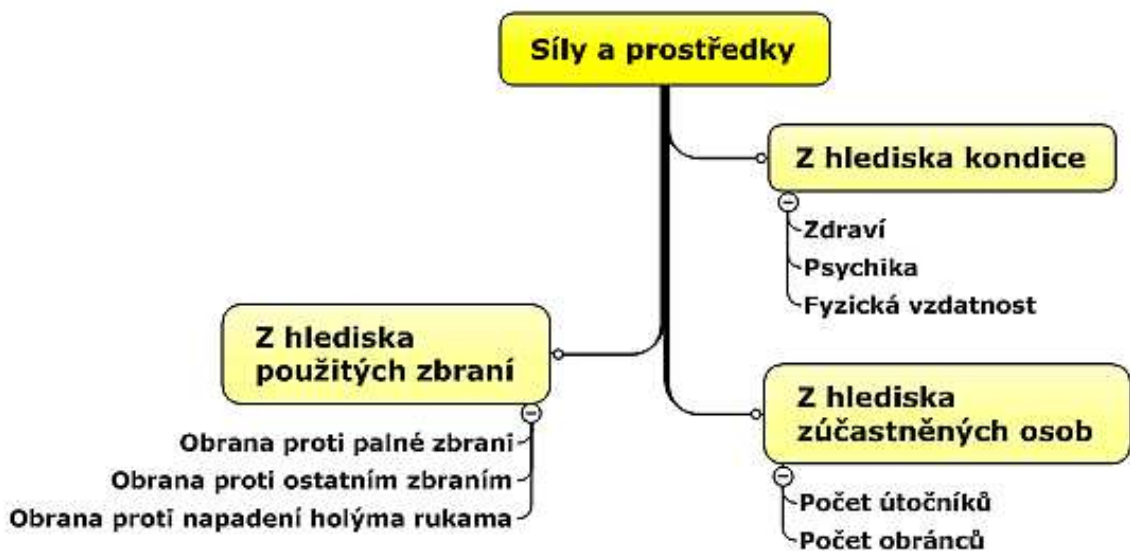 Síly a prostředky
Z hlediska kondice
Zdraví
Psychika
Fyzická vzdatnost
Z hlediska
použitých zbraní
Obrana proti palné zbrani
Obrana proti ostatním zbraním
Obrana proti napadení holýma rukama
Z hlediska
zúčastněných osob
Počet útočníků
Počet obránců